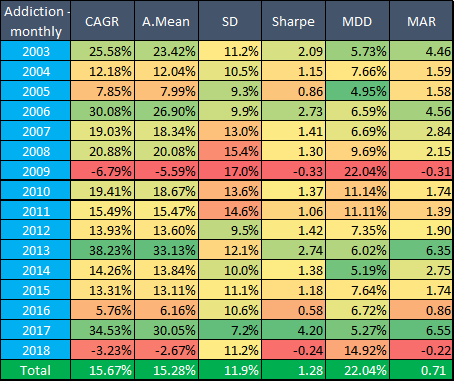 Addiction - monthly CAGR A.Mean SD Sharpe MDD MAR
2003 25.58% 23.42% 11.2% 2.09 5.73% 4.46
2004 12.18% 12.04% 10.5% 1.15 7.66% 1.59
2005 7.85% 7.99% 9.3% 0.86 4.95% 1.58
2006 30.08% 26.90% 9.9% 2.73 6.59% 4.56
2007 19.03% 18.34% 13.0% 1.41 6.69% 2.84
2008 20.88% 20.08% 15.4% 1.30 9.69% 2.15
2009 -6.79% -5.59% 17.0% -0.33 22.04% -0.31
2010 19.41% 18.67% 13.6% 1.37 11.14% 1.74
2011 15.49% 15.47% 14.6% 1.06 11.11% 1.39
2012 13.93% 13.60% 9.5% 1.42 7.35% 1.90
2013 38.23% 33.13% 12.1% 2.74 6.02% 6.35
2014 14.26% 13.84% 10.0% 1.38 5.19% 2.75
2015 13.31% 13.11% 11.1% 1.18 7.64% 1.74
2016 5.76% 6.16% 10.6% 0.58 6.72% 0.86
2017 34.53% 30.05% 7.2% 4.20 5.27% 6.55
2018 -3.23% -2.67% 11.2% -0.24 14.92% -0.22
Total 15.67% 15.28% 11.9% 1.28 22.04% 0.71